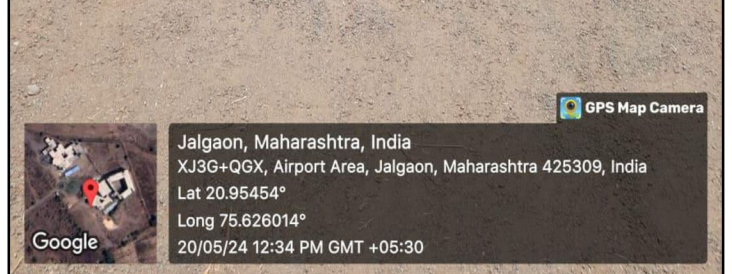 GPS Map Camera
Jalgaon, Maharashtra, India
XJ3G+QGX, Airport Area, Jalgaon, Maharashtra 425309, India
Lat 20.95454°
Long 75.626014°
20/05/24 12:34 PM GMT +05:30
Google